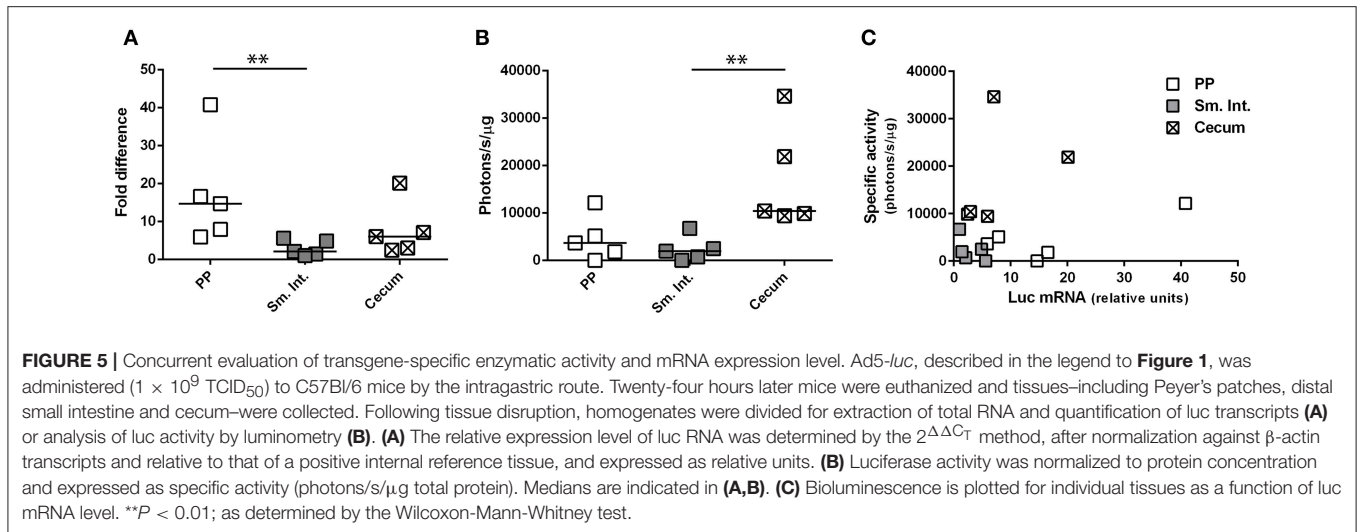 A
**
Fold difference
50
40
30
20
10
0
PP
Sm. Int.
Cecum
B
**
Photons/s/µg
40000
30000
20000
10000
0
PP
Sm. Int.
Cecum
C
Specific activity
(photons/s/µg)
40000
30000
20000
10000
0
0 10 20 30 40 50
Luc mRNA (relative units)
PP
Sm. Int.
Cecum
FIGURE 5 | Concurrent evaluation of transgene-specific enzymatic activity and mRNA expression level. Ad5-luc, described in the legend to Figure 1, was
administered (1 × 10⁹ TCID₅₀) to C57Bl/6 mice by the intragastric route. Twenty-four hours later mice were euthanized and tissues–including Peyer's patches, distal
small intestine and cecum–were collected. Following tissue disruption, homogenates were divided for extraction of total RNA and quantification of luc transcripts (A)
or analysis of luc activity by luminometry (B). (A) The relative expression level of luc RNA was determined by the 2^ΔΔC_T method, after normalization against β-actin
transcripts and relative to that of a positive internal reference tissue, and expressed as relative units. (B) Luciferase activity was normalized to protein concentration
and expressed as specific activity (photons/s/µg total protein). Medians are indicated in (A,B). (C) Bioluminescence is plotted for individual tissues as a function of luc
mRNA level. **P < 0.01; as determined by the Wilcoxon-Mann-Whitney test.